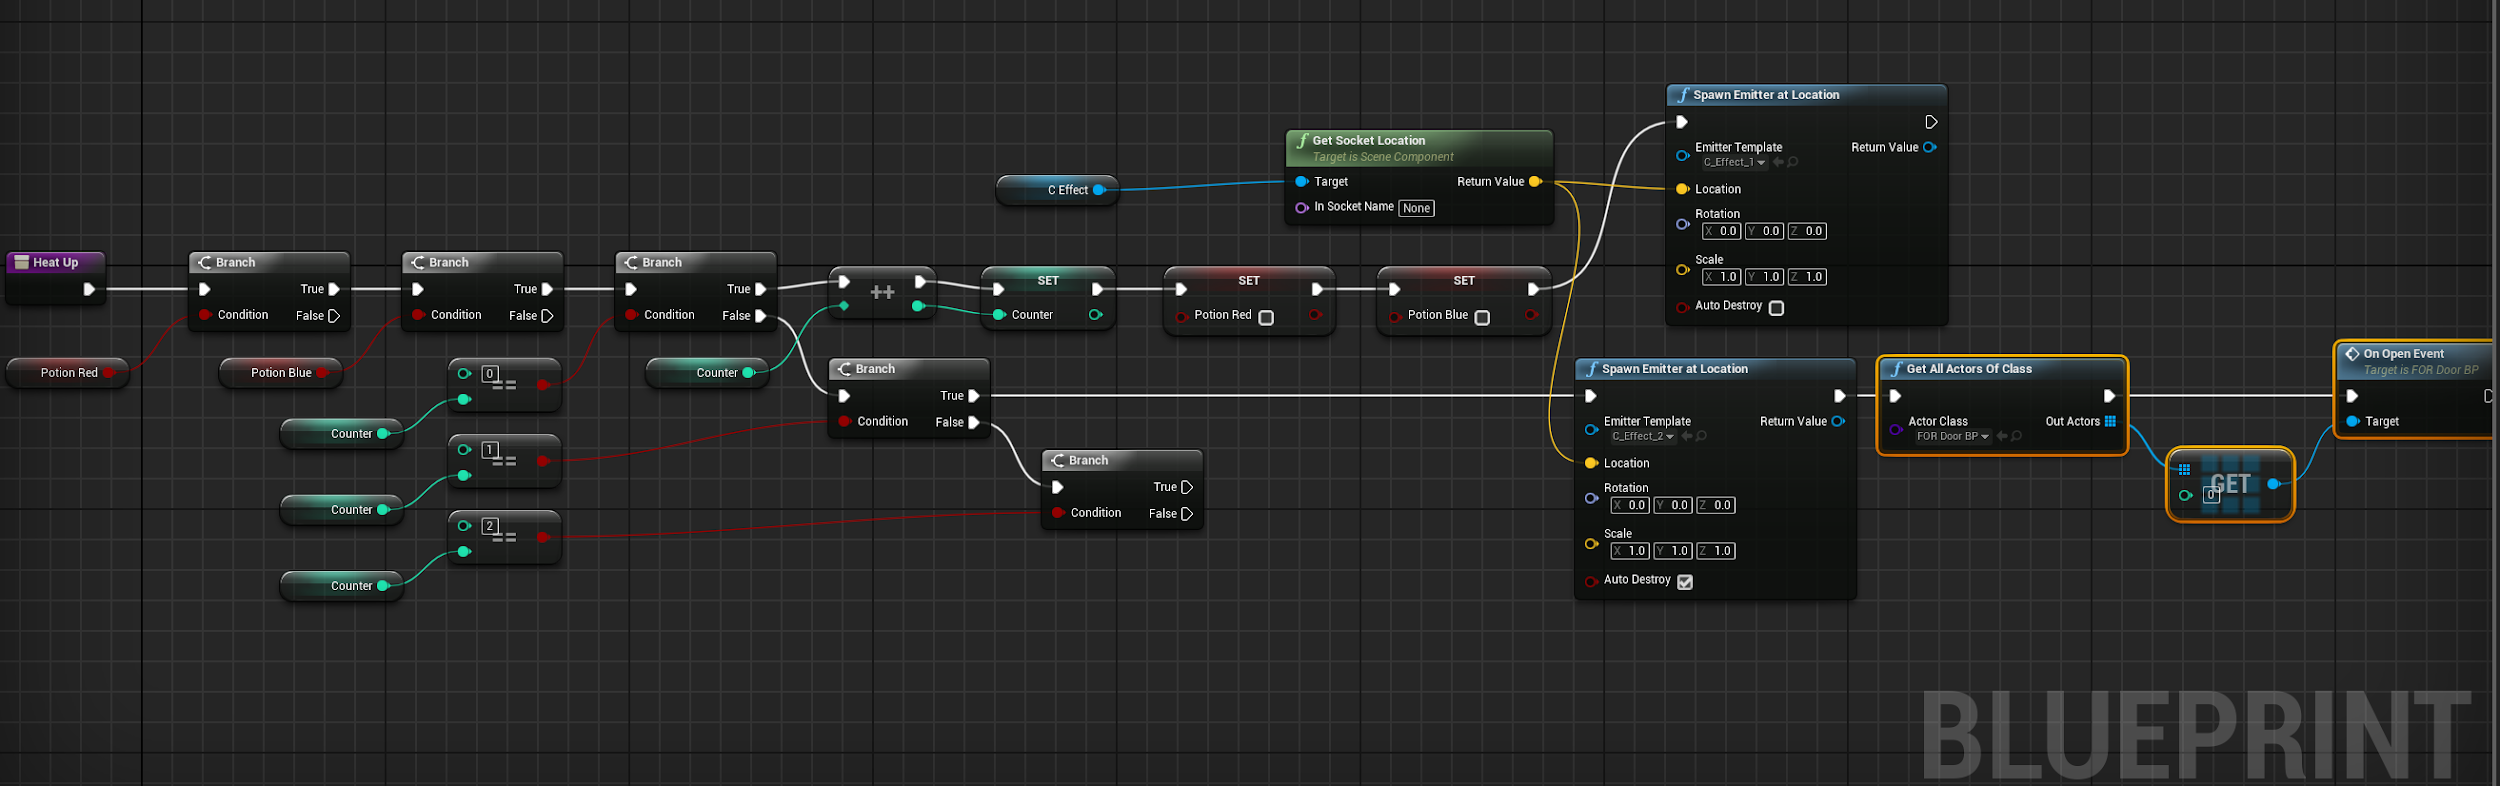 Spawn Emitter at Location
Emitter Template
Return Value
C_Effect_1
Location
Rotation
X 0.0 Y 0.0 Z 0.0
Scale
X 1.0 Y 1.0 Z 1.0
Auto Destroy
Get Socket Location
Target is Scene Component
Target
Return Value
In Socket Name None
C Effect
Heat Up
Branch
True
Condition
False
Branch
True
Condition
False
Branch
True
Condition
False
++
SET
Counter
SET
Potion Red
SET
Potion Blue
Potion Red
Potion Blue
0
==
Counter
1
==
Counter
2
==
Counter
Counter
Branch
True
Condition
False
Branch
True
Condition
False
Spawn Emitter at Location
Emitter Template
Return Value
C_Effect_2
Location
Rotation
X 0.0 Y 0.0 Z 0.0
Scale
X 1.0 Y 1.0 Z 1.0
Auto Destroy
Get All Actors Of Class
Actor Class
Out Actors
FOR Door BP
GET
0
On Open Event
Target is FOR Door BP
Target
BLUEPRINT